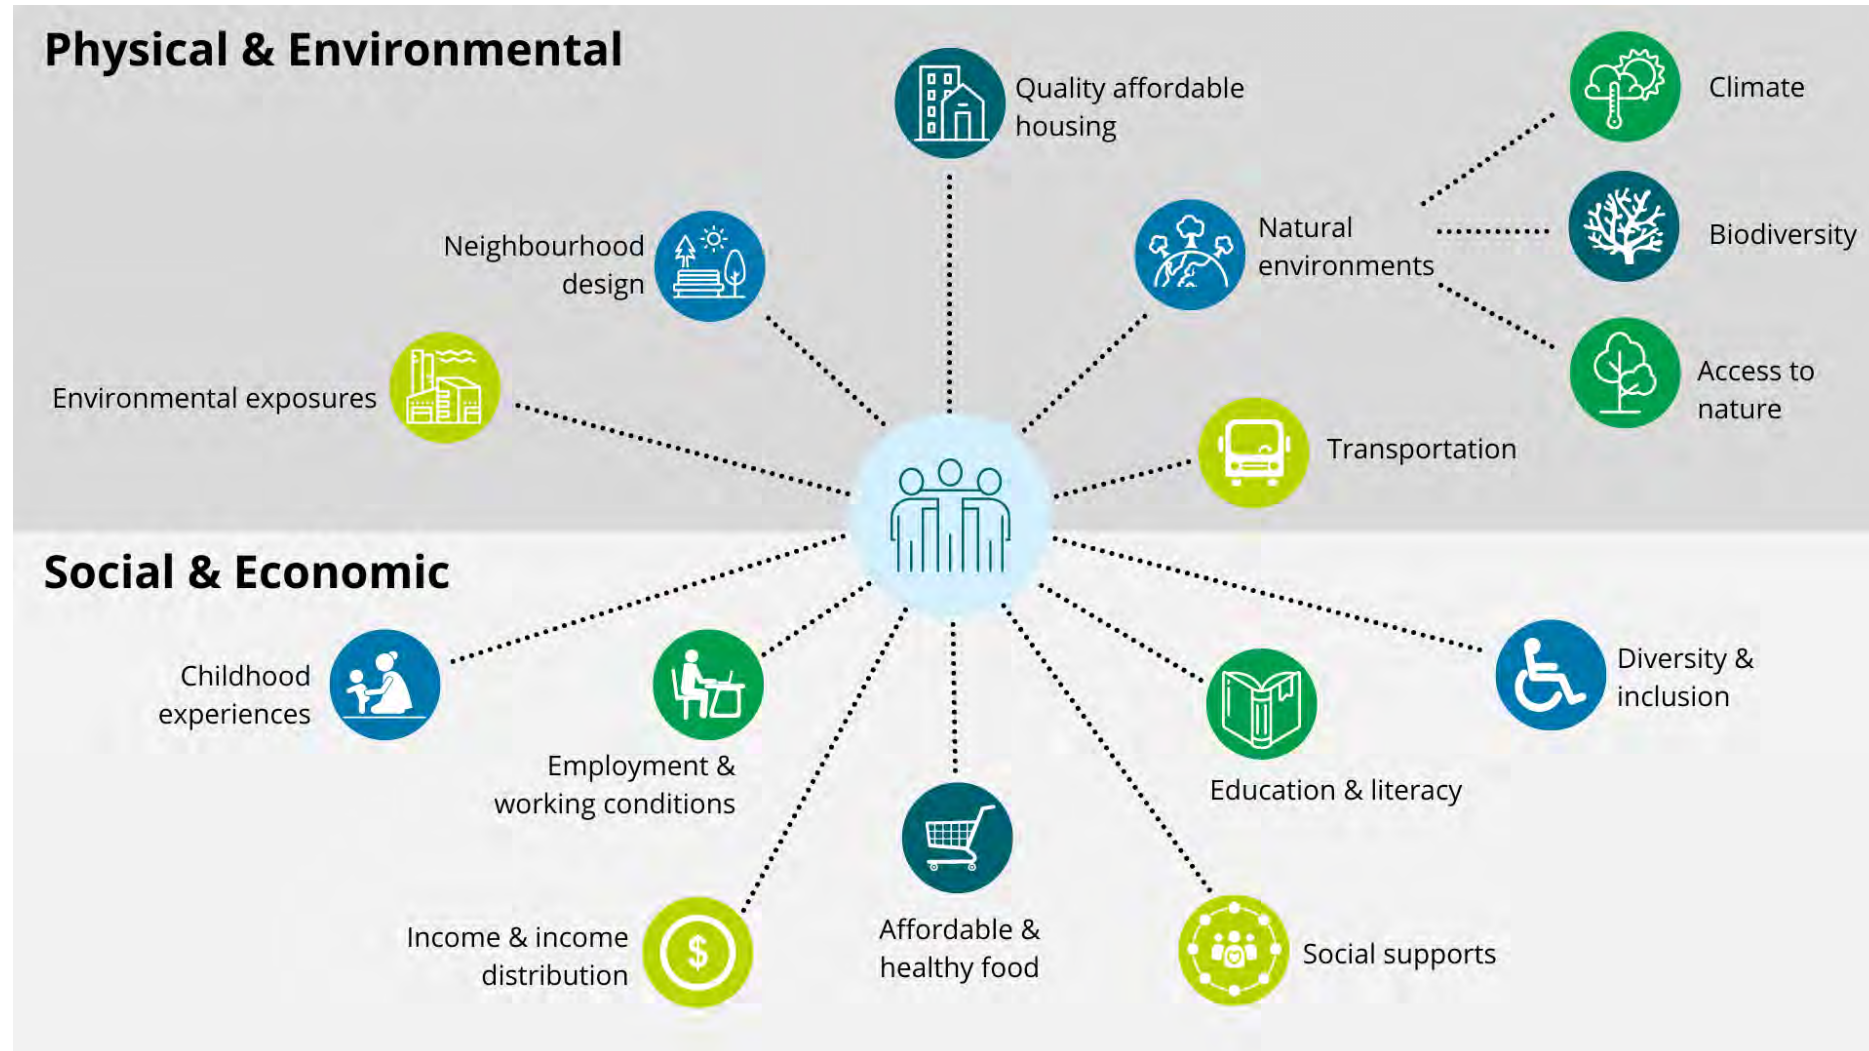 Physical & Environmental
Quality affordable
housing
Climate
Neighbourhood
design
Natural
environments
Biodiversity
Environmental exposures
Access to
nature
Transportation
Social & Economic
Childhood
experiences
Employment &
working conditions
Diversity &
inclusion
Education & literacy
$
Income & income
distribution
Affordable &
healthy food
Social supports